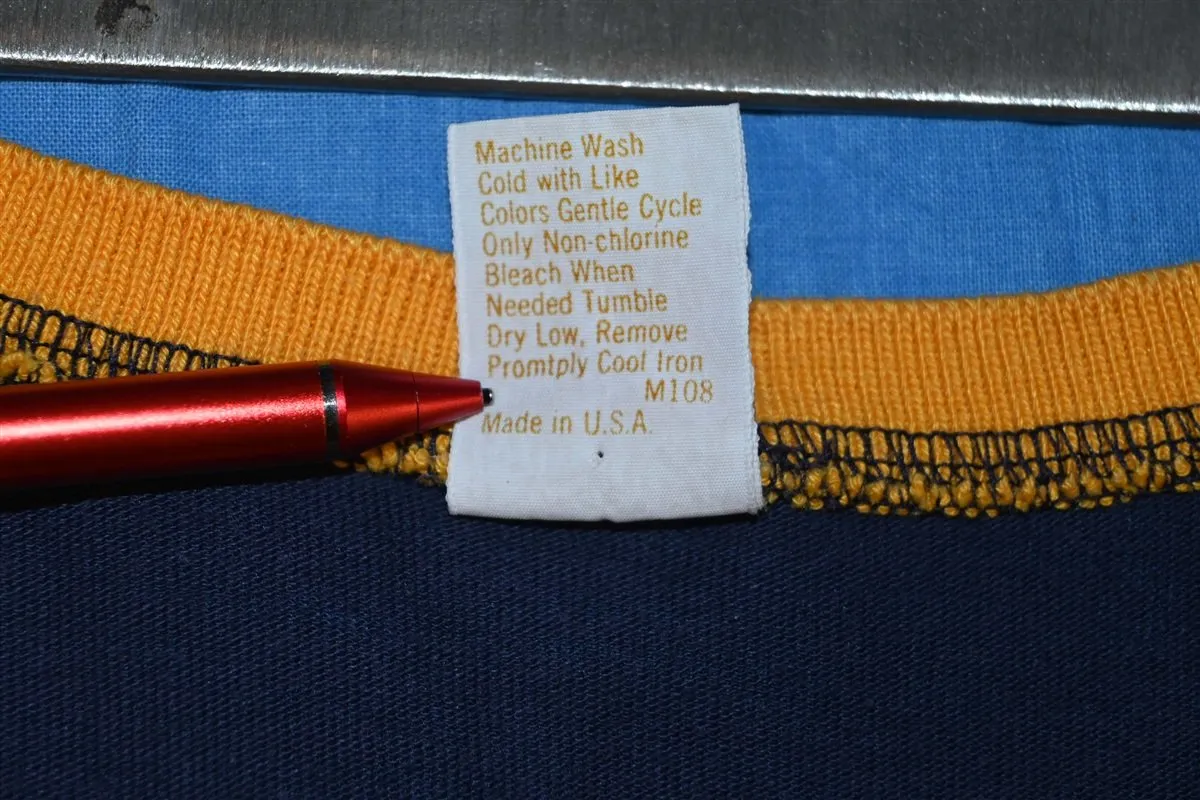 Machine Wash
Cold with Like
Colors Gentle Cycle
Only Non-chlorine
Bleach When
Needed Tumble
Dry Low, Remove
Promtply Cool Iron
M108
Made in U.S.A.